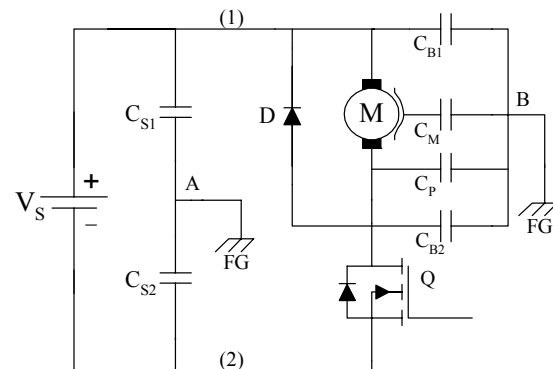 (1)
C_B1
C_S1
D
M
C_M
B
A
C_P
V_S
+
−
FG
FG
C_B2
C_S2
Q
(2)